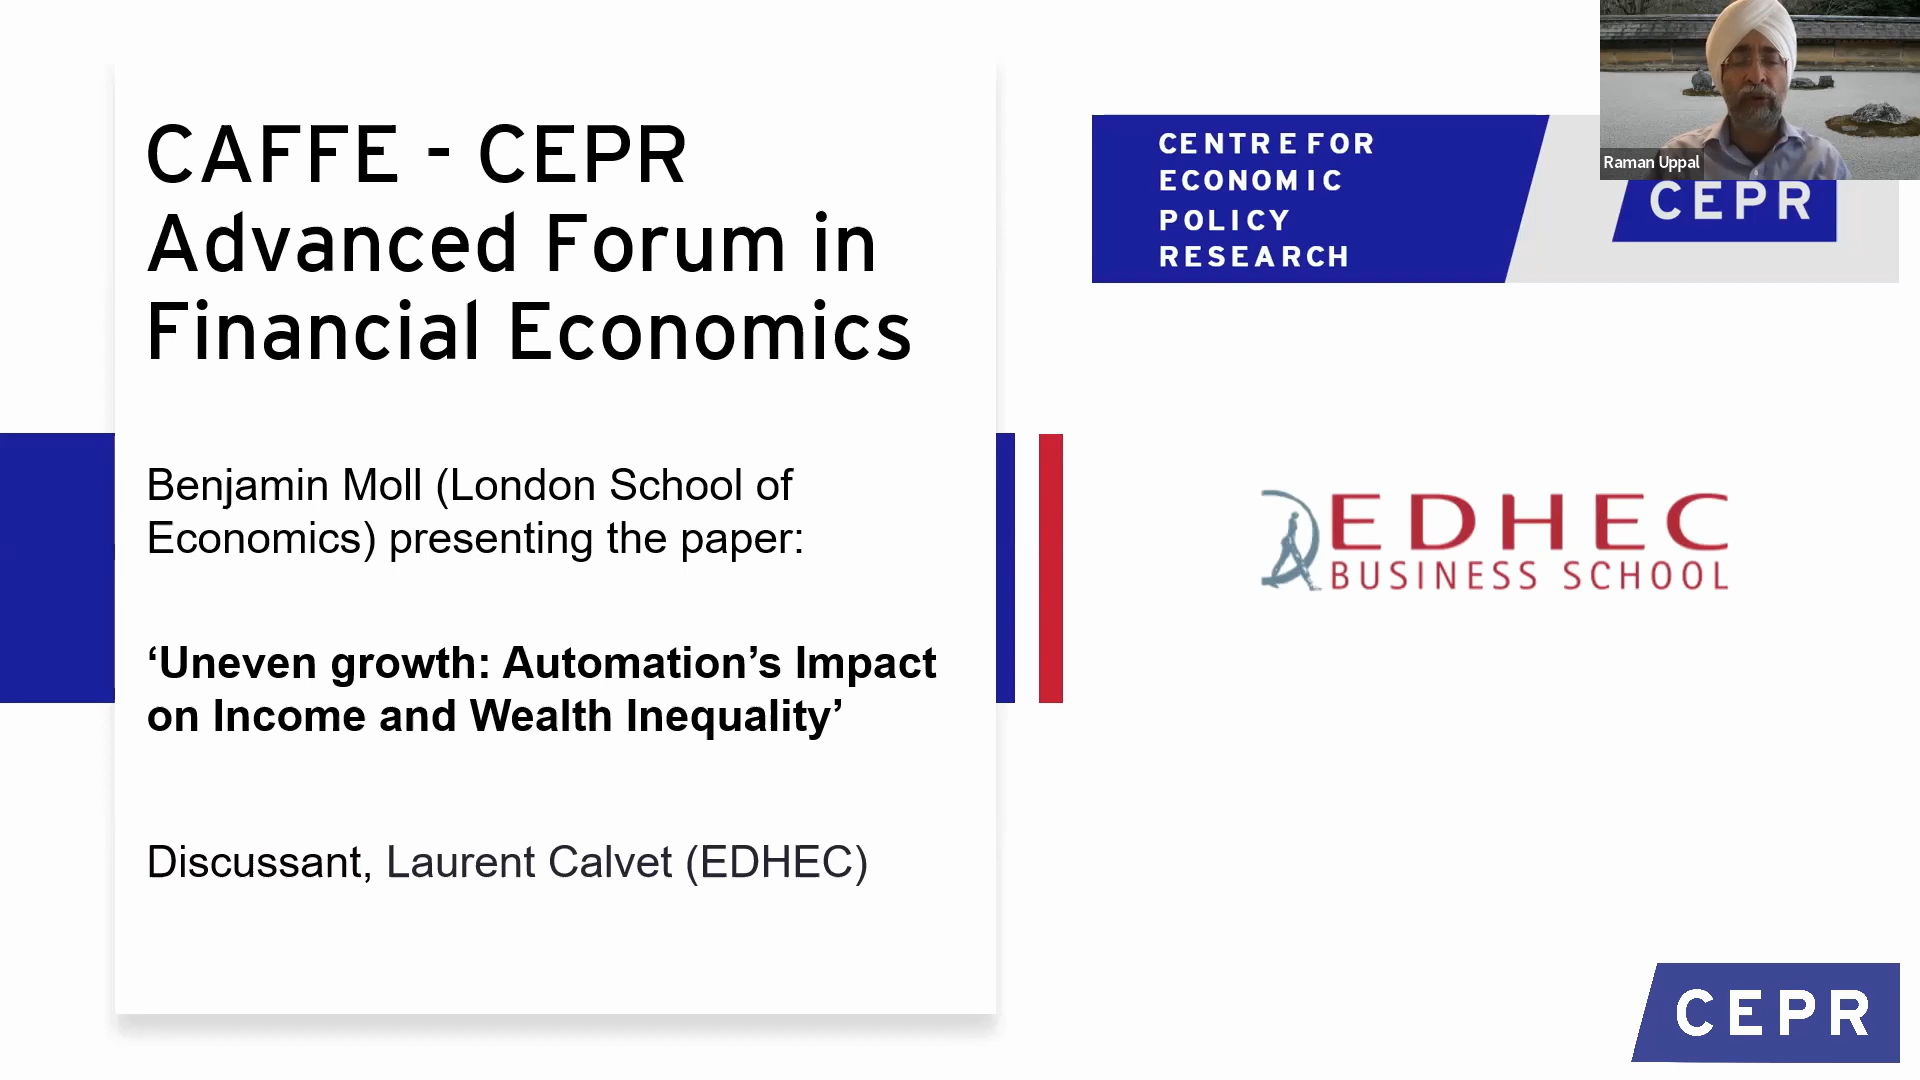 CAFFE - CEPR
Advanced Forum in
Financial Economics
Benjamin Moll (London School of
Economics) presenting the paper:
‘Uneven growth: Automation’s Impact
on Income and Wealth Inequality’
Discussant, Laurent Calvet (EDHEC)
CENTRE FOR
ECONOMIC
POLICY
RESEARCH
Raman Uppal
CEPR
EDHEC
BUSINESS SCHOOL
CEPR